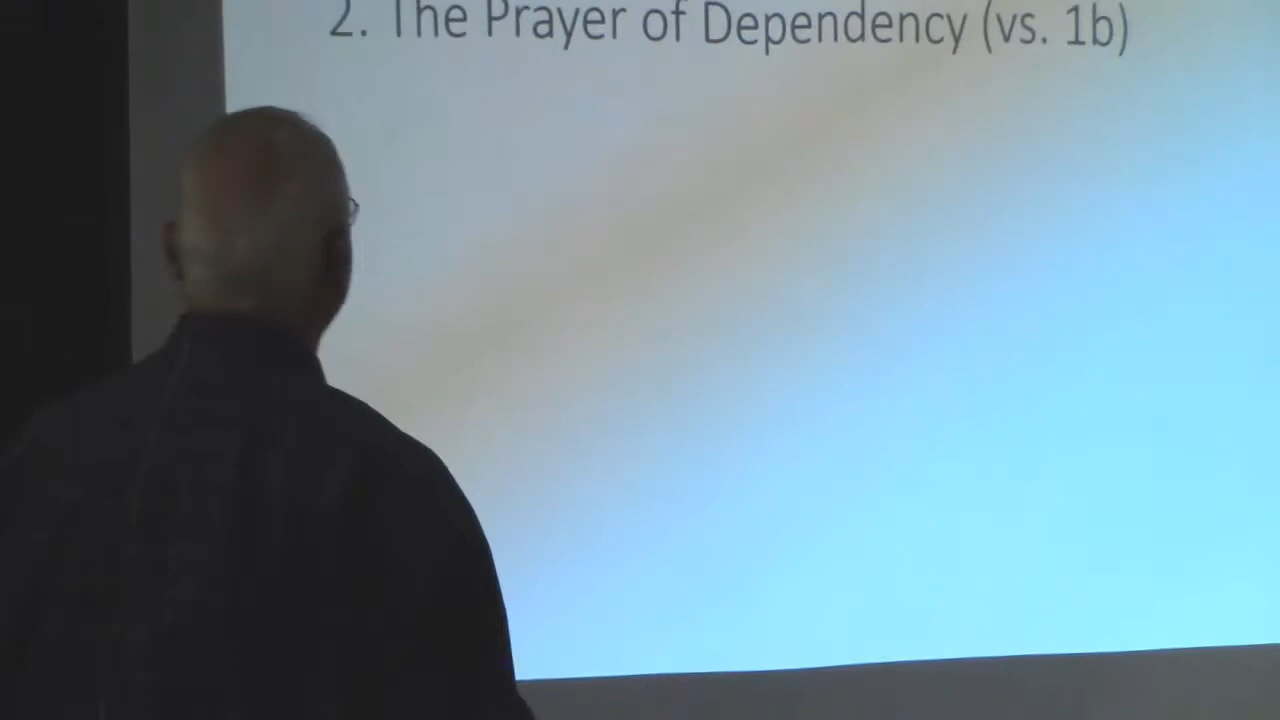 2. The Prayer of Dependency (vs. 1b)